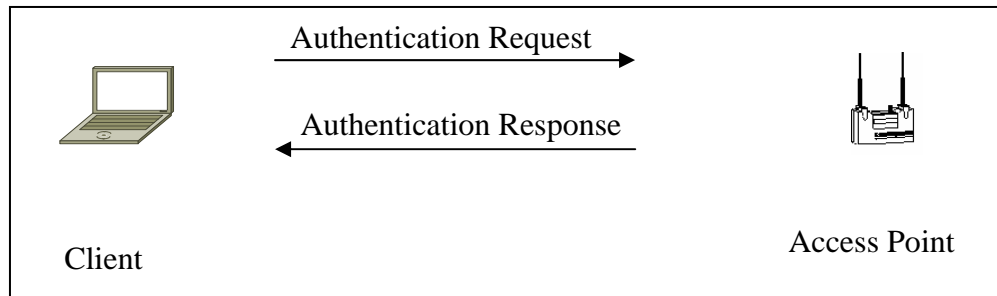 Authentication Request
Authentication Response
Client
Access Point